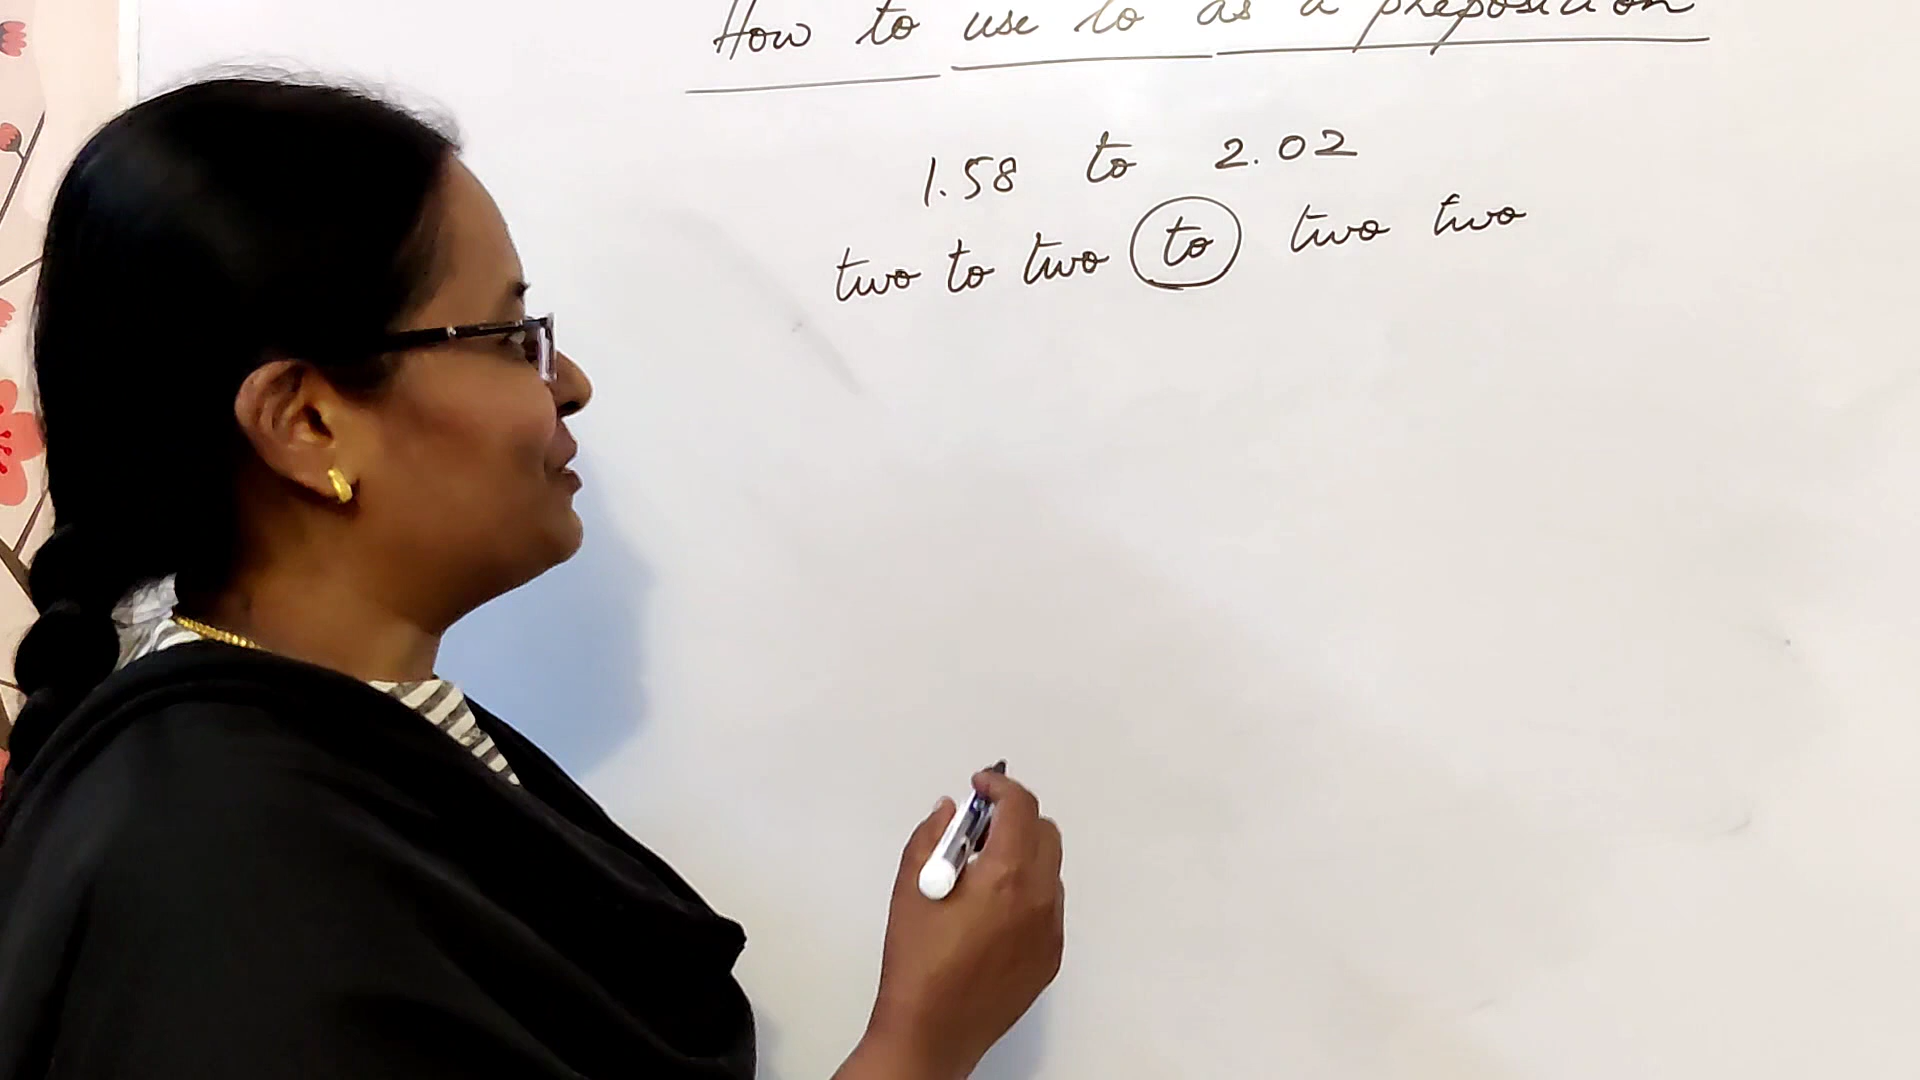 How to use to as a preposition
1.58 to 2.02
two to two to two two